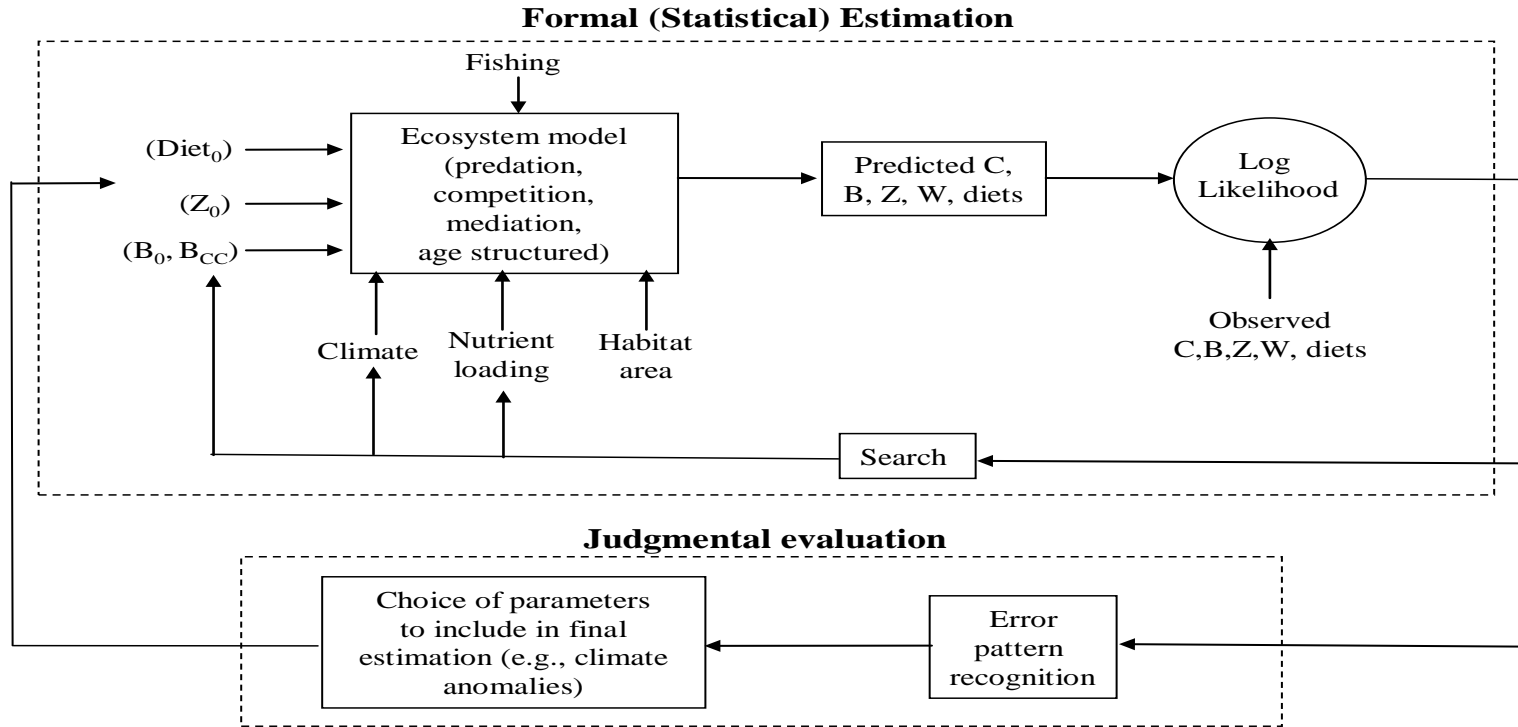 Formal (Statistical) Estimation
Fishing
(Diet₀)
(Z₀)
(B₀, B_CC)
Ecosystem model
(predation,
competition,
mediation,
age structured)
Predicted C,
B, Z, W, diets
Log
Likelihood
Climate
Nutrient
loading
Habitat
area
Observed
C,B,Z,W, diets
Search
Judgmental evaluation
Choice of parameters
to include in final
estimation (e.g., climate
anomalies)
Error
pattern
recognition